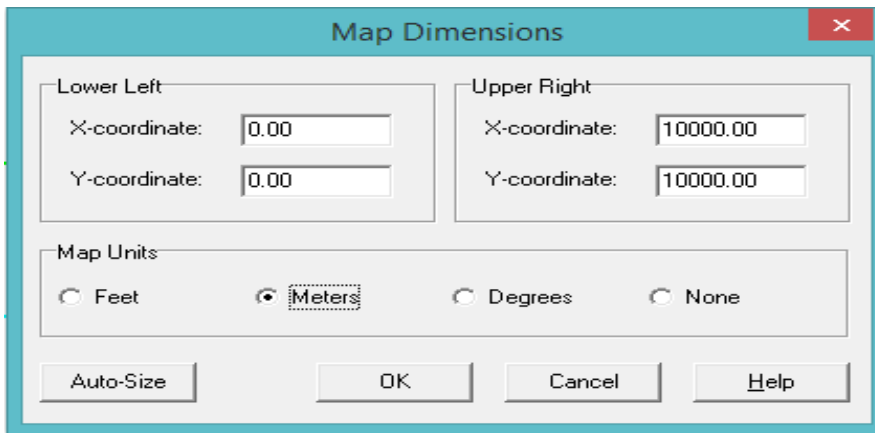 Map Dimensions
Lower Left
X-coordinate: 0.00
Y-coordinate: 0.00
Upper Right
X-coordinate: 10000.00
Y-coordinate: 10000.00
Map Units
Feet Meters Degrees None
Auto-Size OK Cancel Help